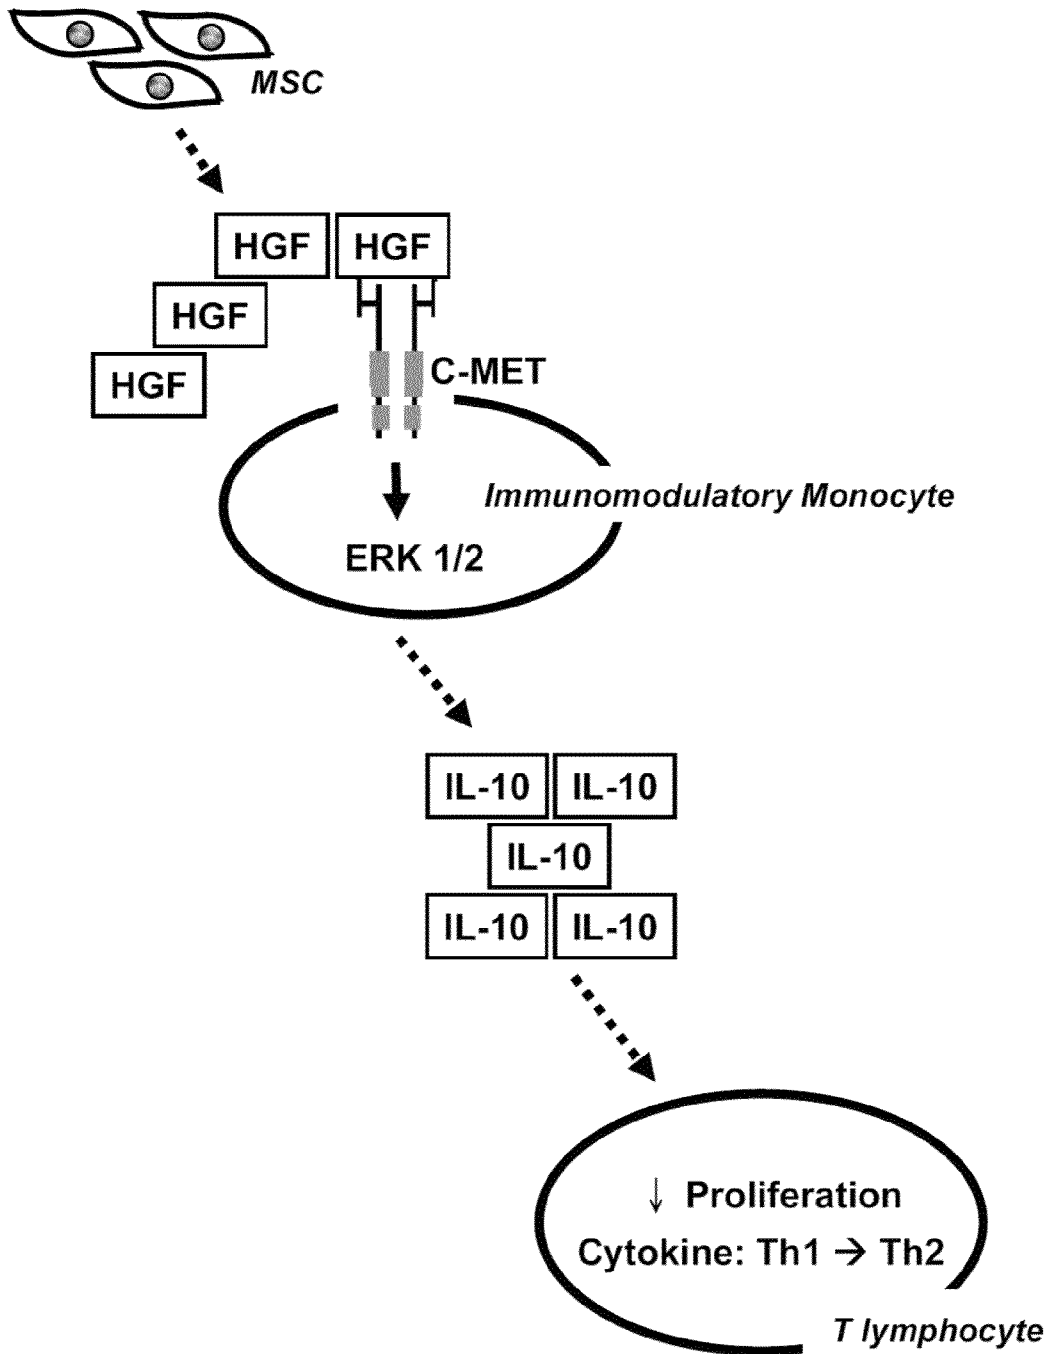 MSC
HGF HGF
HGF
HGF
C-MET
Immunomodulatory Monocyte
ERK 1/2
IL-10 IL-10
IL-10
IL-10 IL-10
↓ Proliferation
Cytokine: Th1 → Th2
T lymphocyte